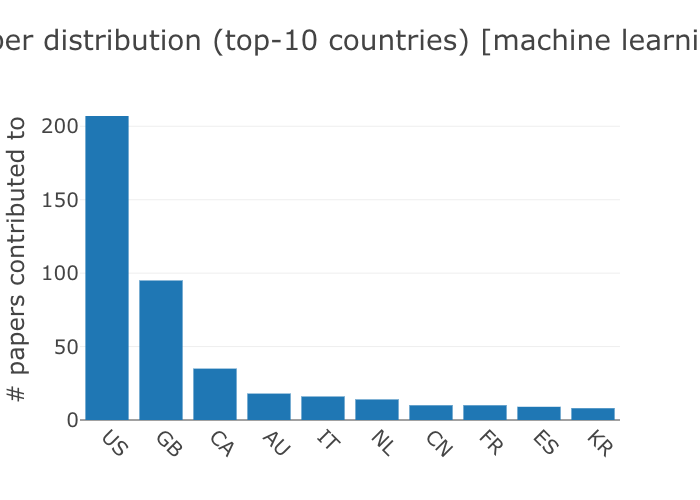 per distribution (top-10 countries) [machine learni
# papers contributed to
200
150
100
50
0
US
GB
CA
AU
IT
NL
CN
FR
ES
KR